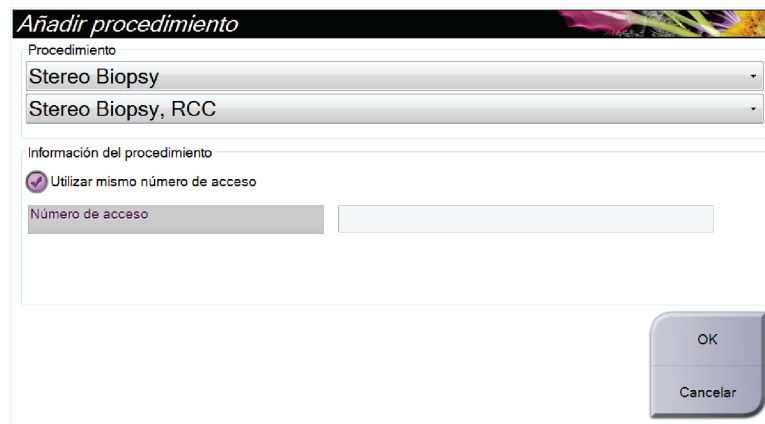 Añadir procedimiento
Procedimiento
Stereo Biopsy
Stereo Biopsy, RCC
Información del procedimiento
Utilizar mismo número de acceso
Número de acceso
OK
Cancelar